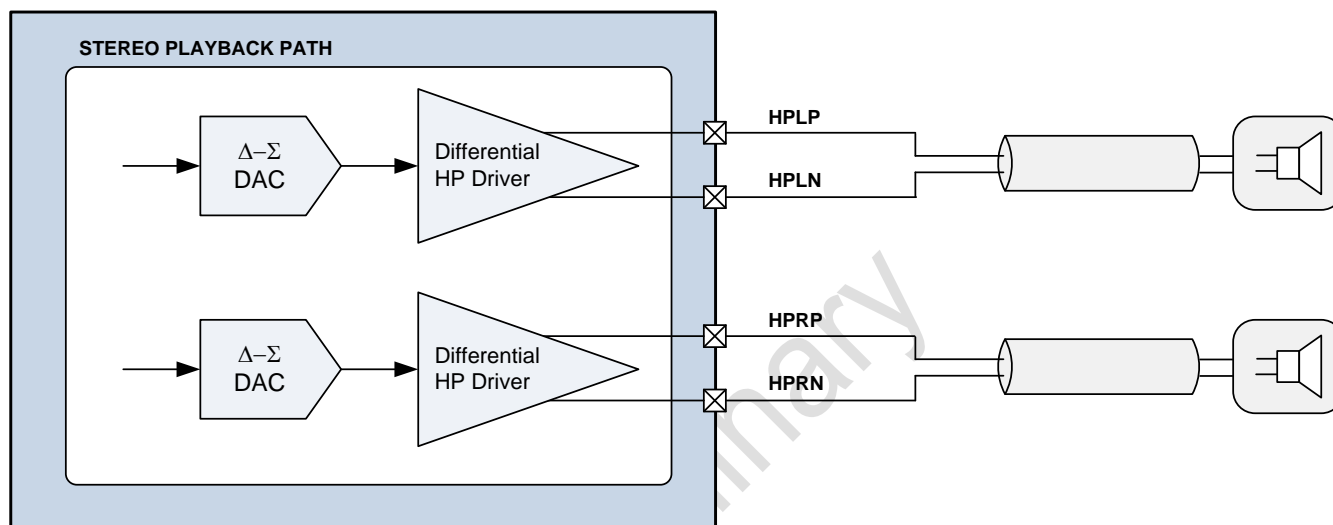 STEREO PLAYBACK PATH
Δ–Σ
DAC
Differential
HP Driver
HPLP
HPLN
Δ–Σ
DAC
Differential
HP Driver
HPRP
HPRN